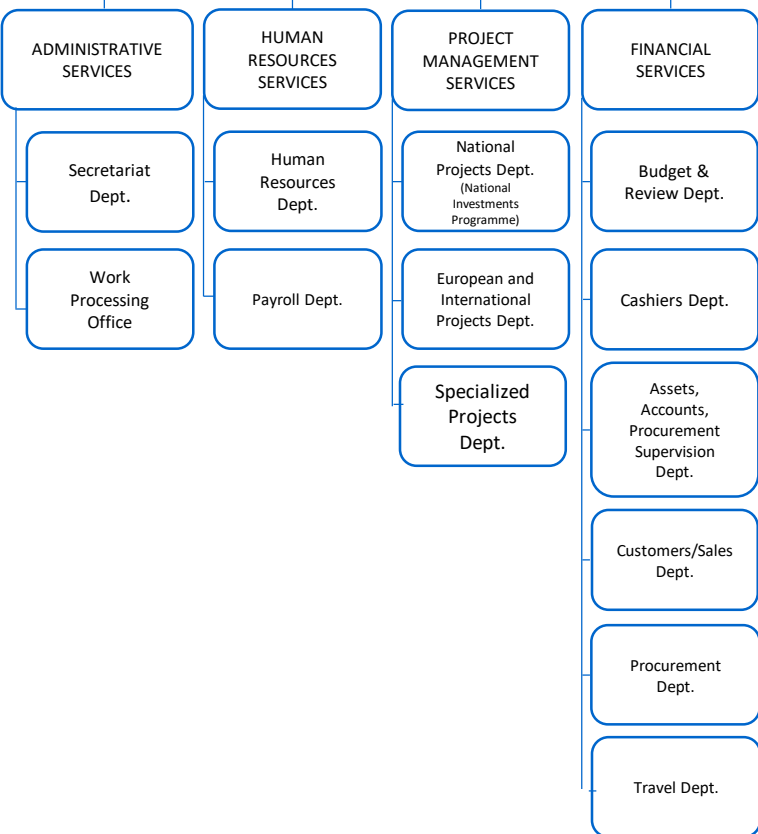 ADMINISTRATIVE
SERVICES
HUMAN
RESOURCES
SERVICES
PROJECT
MANAGEMENT
SERVICES
FINANCIAL
SERVICES
Secretariat
Dept.
Work
Processing
Office
Human
Resources
Dept.
Payroll Dept.
National
Projects Dept.
(National
Investments
Programme)
European and
International
Projects Dept.
Specialized
Projects
Dept.
Budget &
Review Dept.
Cashiers Dept.
Assets,
Accounts,
Procurement
Supervision
Dept.
Customers/Sales
Dept.
Procurement
Dept.
Travel Dept.